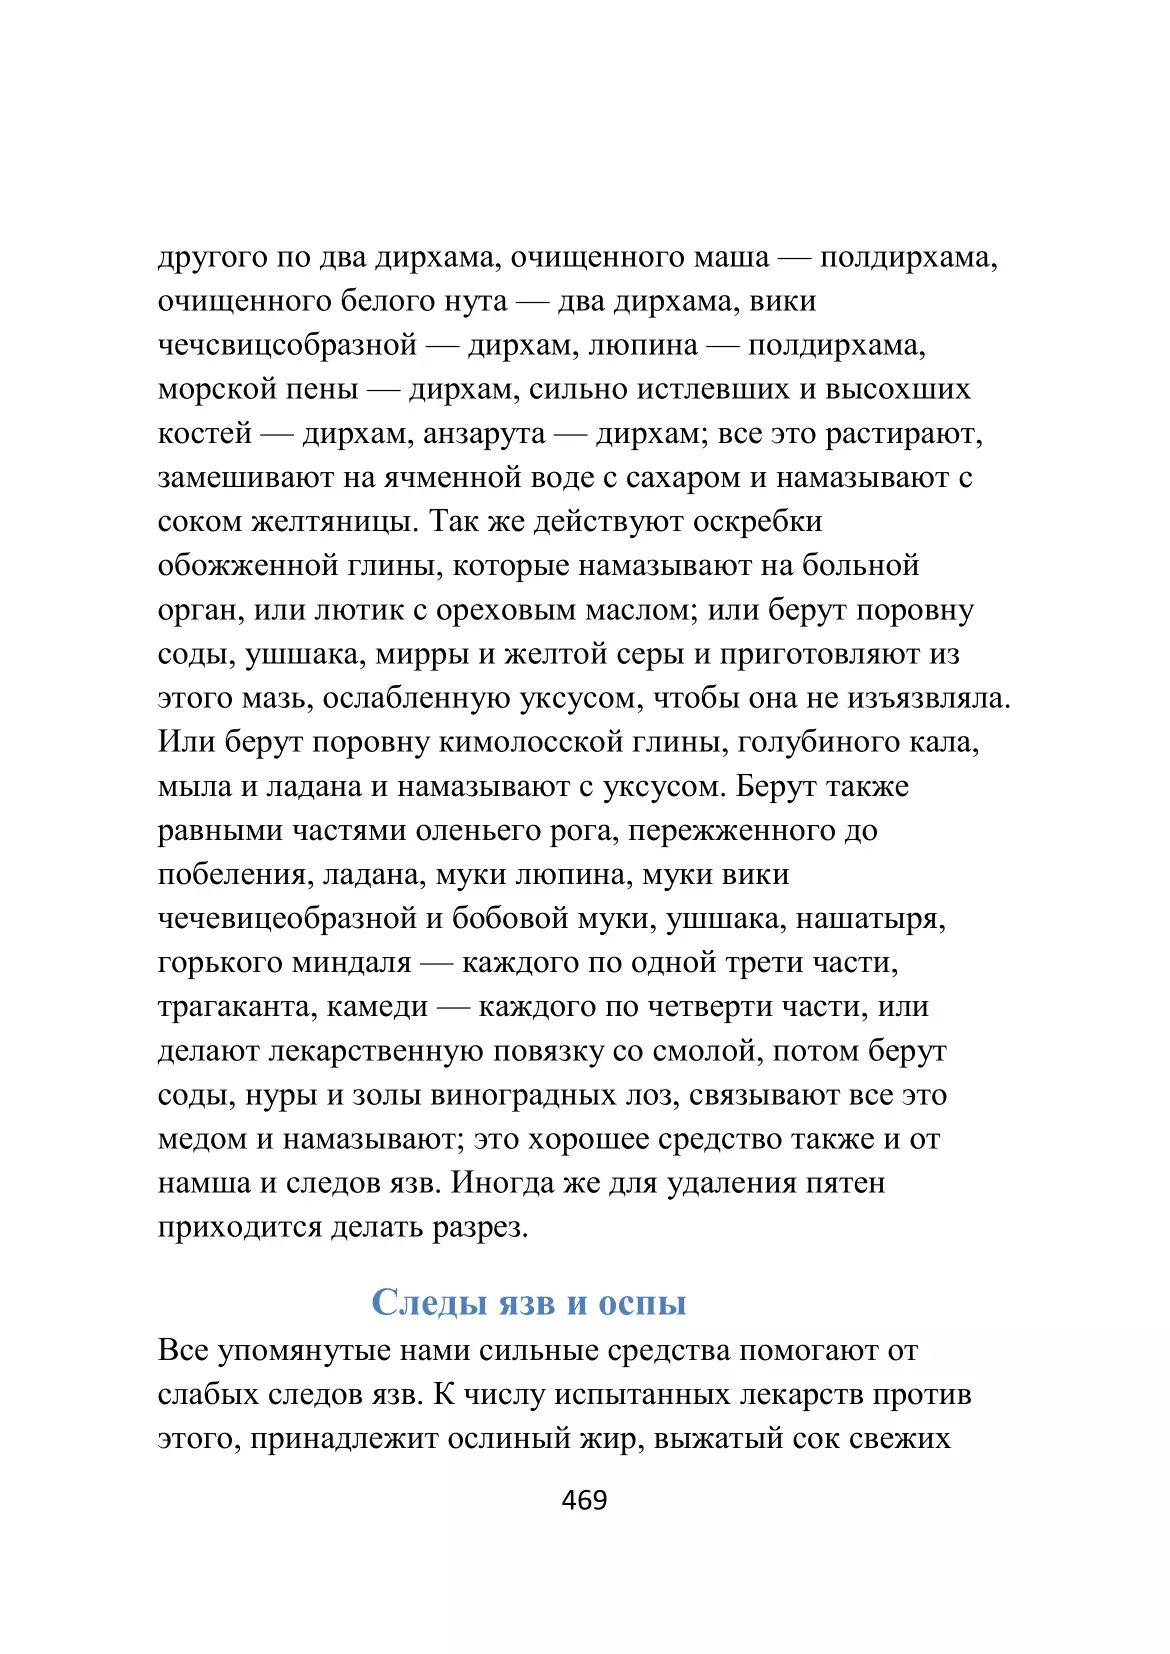 другого по два дирхама, очищенного маша — полдирхама,
очищенного белого нута — два дирхама, вики
чечсвицсобразной — дирхам, люпина — полдирхама,
морской пены — дирхам, сильно истлевших и высохших
костей — дирхам, анзарута — дирхам; все это растирают,
замешивают на ячменной воде с сахаром и намазывают с
соком желтяницы. Так же действуют оскребки
обожженной глины, которые намазывают на больной
орган, или лютик с ореховым маслом; или берут поровну
соды, ушшака, мирры и желтой серы и приготовляют из
этого мазь, ослабленную уксусом, чтобы она не изъязвляла.
Или берут поровну кимолосской глины, голубиного кала,
мыла и ладана и намазывают с уксусом. Берут также
равными частями оленьего рога, пережженного до
побеления, ладана, муки люпина, муки вики
чечевицеобразной и бобовой муки, ушшака, нашатыря,
горького миндаля — каждого по одной трети части,
трагаканта, камеди — каждого по четверти части, или
делают лекарственную повязку со смолой, потом берут
соды, нуры и золы виноградных лоз, связывают все это
медом и намазывают; это хорошее средство также и от
намша и следов язв. Иногда же для удаления пятен
приходится делать разрез.
Следы язв и оспы
Все упомянутые нами сильные средства помогают от
слабых следов язв. К числу испытанных лекарств против
этого, принадлежит ослиный жир, выжатый сок свежих
469